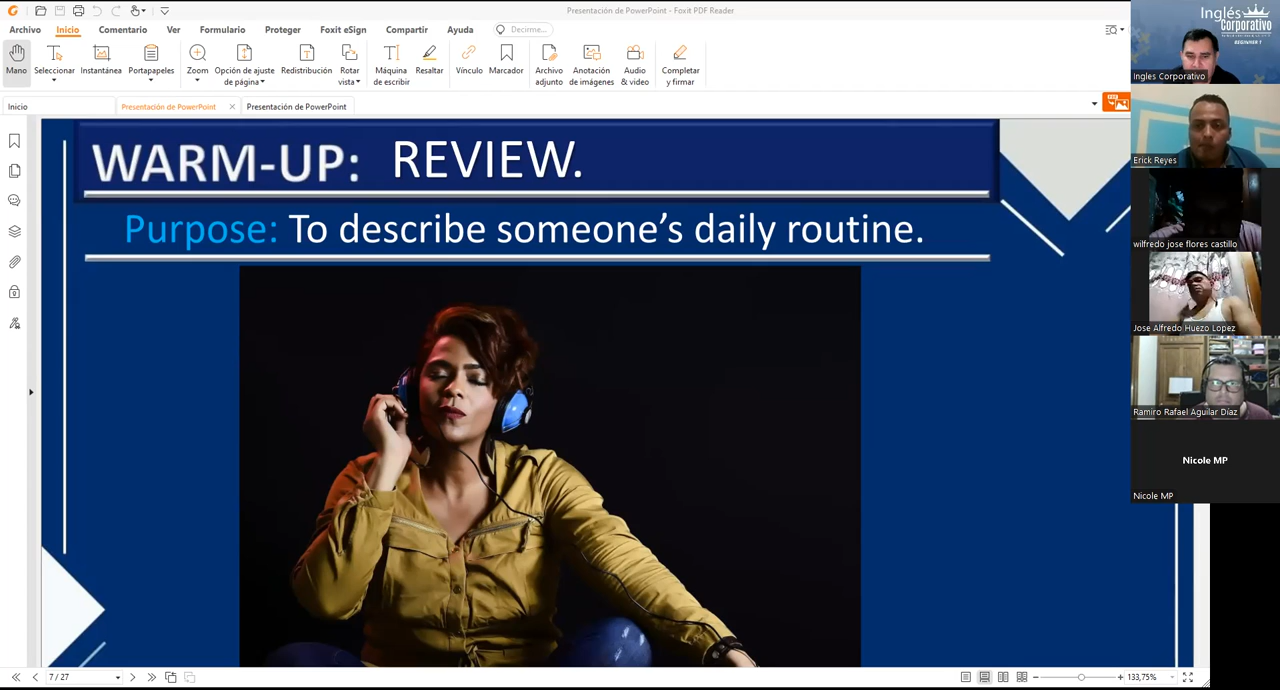 Presentación de PowerPoint - Foxit PDF Reader
Archivo Inicio Comentario Ver Formulario Proteger Foxit eSign Compartir Ayuda Decirme...
Mano
Seleccionar
Instantánea
Portapapeles
Zoom
Opción de ajuste
de página
Redistribución
Rotar
vista
Máquina
de escribir
Resaltar
Vínculo
Marcador
Archivo
adjunto
Anotación
de imágenes
Audio
& video
Completar
y firmar
Inicio
Presentación de PowerPoint
Presentación de PowerPoint
WARM-UP: REVIEW.
Purpose: To describe someone's daily routine.
Inglés
Corporativo
BEGINNER 1
Ingles Corporativo
Erick Reyes
wilfredo jose flores castillo
Jose Alfredo Huezo Lopez
Ramiro Rafael Aguilar Díaz
Nicole MP
Nicole MP
7 / 27
133,75%